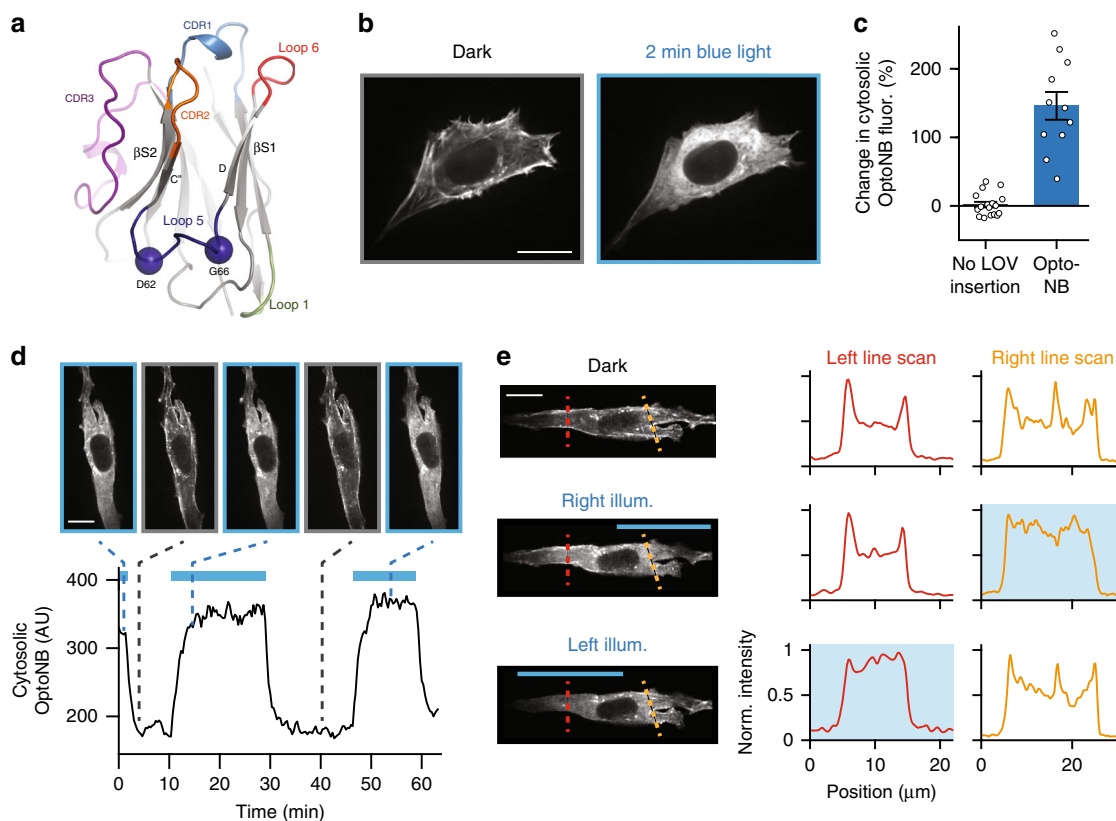 a
CDR1
Loop 6
CDR3
CDR2
βS2
βS1
D
C"
Loop 5
G66
D62
Loop 1
b
Dark
2 min blue light
c
Change in cytosolic
OptoNB fluor. (%)
200
100
0
No LOV
insertion
Opto-
NB
d
Cytosolic
OptoNB (AU)
400
300
200
0
10
20
30
40
50
60
Time (min)
e
Dark
Right illum.
Left illum.
Left line scan
Right line scan
Norm. intensity
1
0.5
0
0
10
20
0
20
Position (μm)